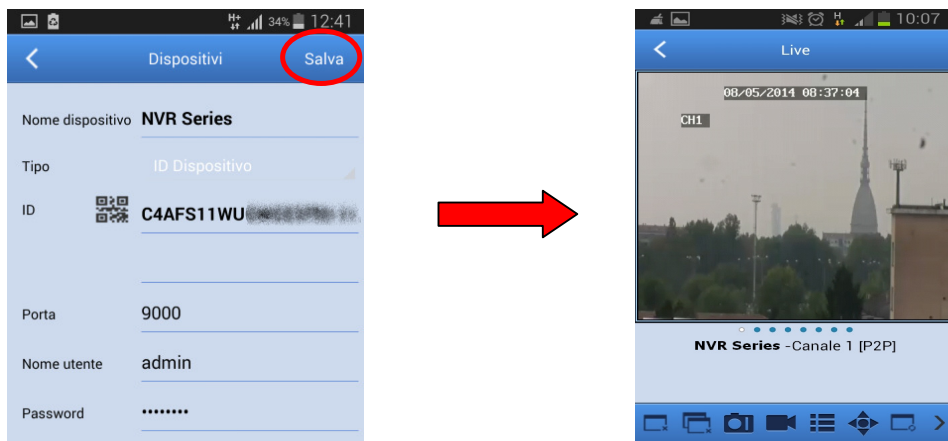 34% 12:41
Dispositivi Salva
Nome dispositivo NVR Series
Tipo ID Dispositivo
ID C4AFS11WU
Porta 9000
Nome utente admin
Password ••••••••
10:07
Live
08/05/2014 08:37:04
CH1
NVR Series -Canale 1 [P2P]